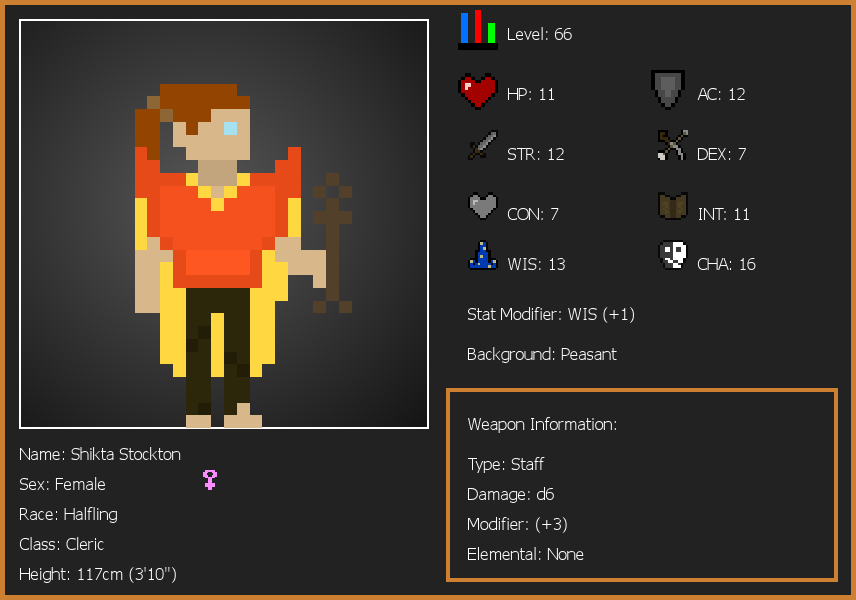 Level: 66
HP: 11
AC: 12
STR: 12
DEX: 7
CON: 7
INT: 11
WIS: 13
CHA: 16
Stat Modifier: WIS (+1)
Background: Peasant
Weapon Information:
Type: Staff
Damage: d6
Modifier: (+3)
Elemental: None
Name: Shikta Stockton
Sex: Female
Race: Halfling
Class: Cleric
Height: 117cm (3'10")